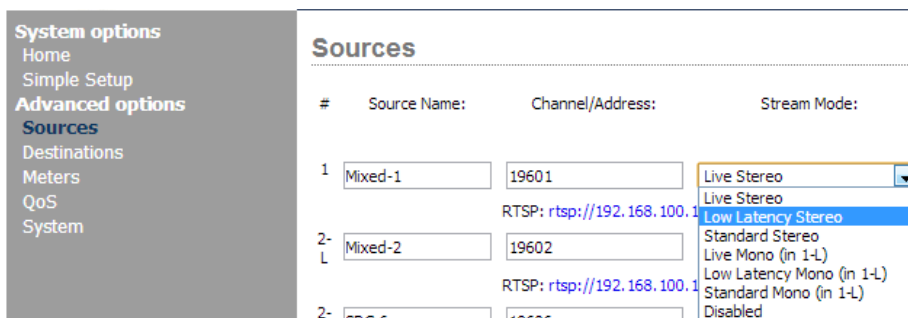 System options
Home
Simple Setup
Advanced options
Sources
Destinations
Meters
QoS
System
Sources
# Source Name: Channel/Address: Stream Mode:
1 Mixed-1 19601 Live Stereo
Live Stereo
RTSP: rtsp://192.168.100.1
Low Latency Stereo
Standard Stereo
2-L Mixed-2 19602
Live Mono (in 1-L)
Low Latency Mono (in 1-L)
RTSP: rtsp://192.168.100.1
Standard Mono (in 1-L)
Disabled
2-